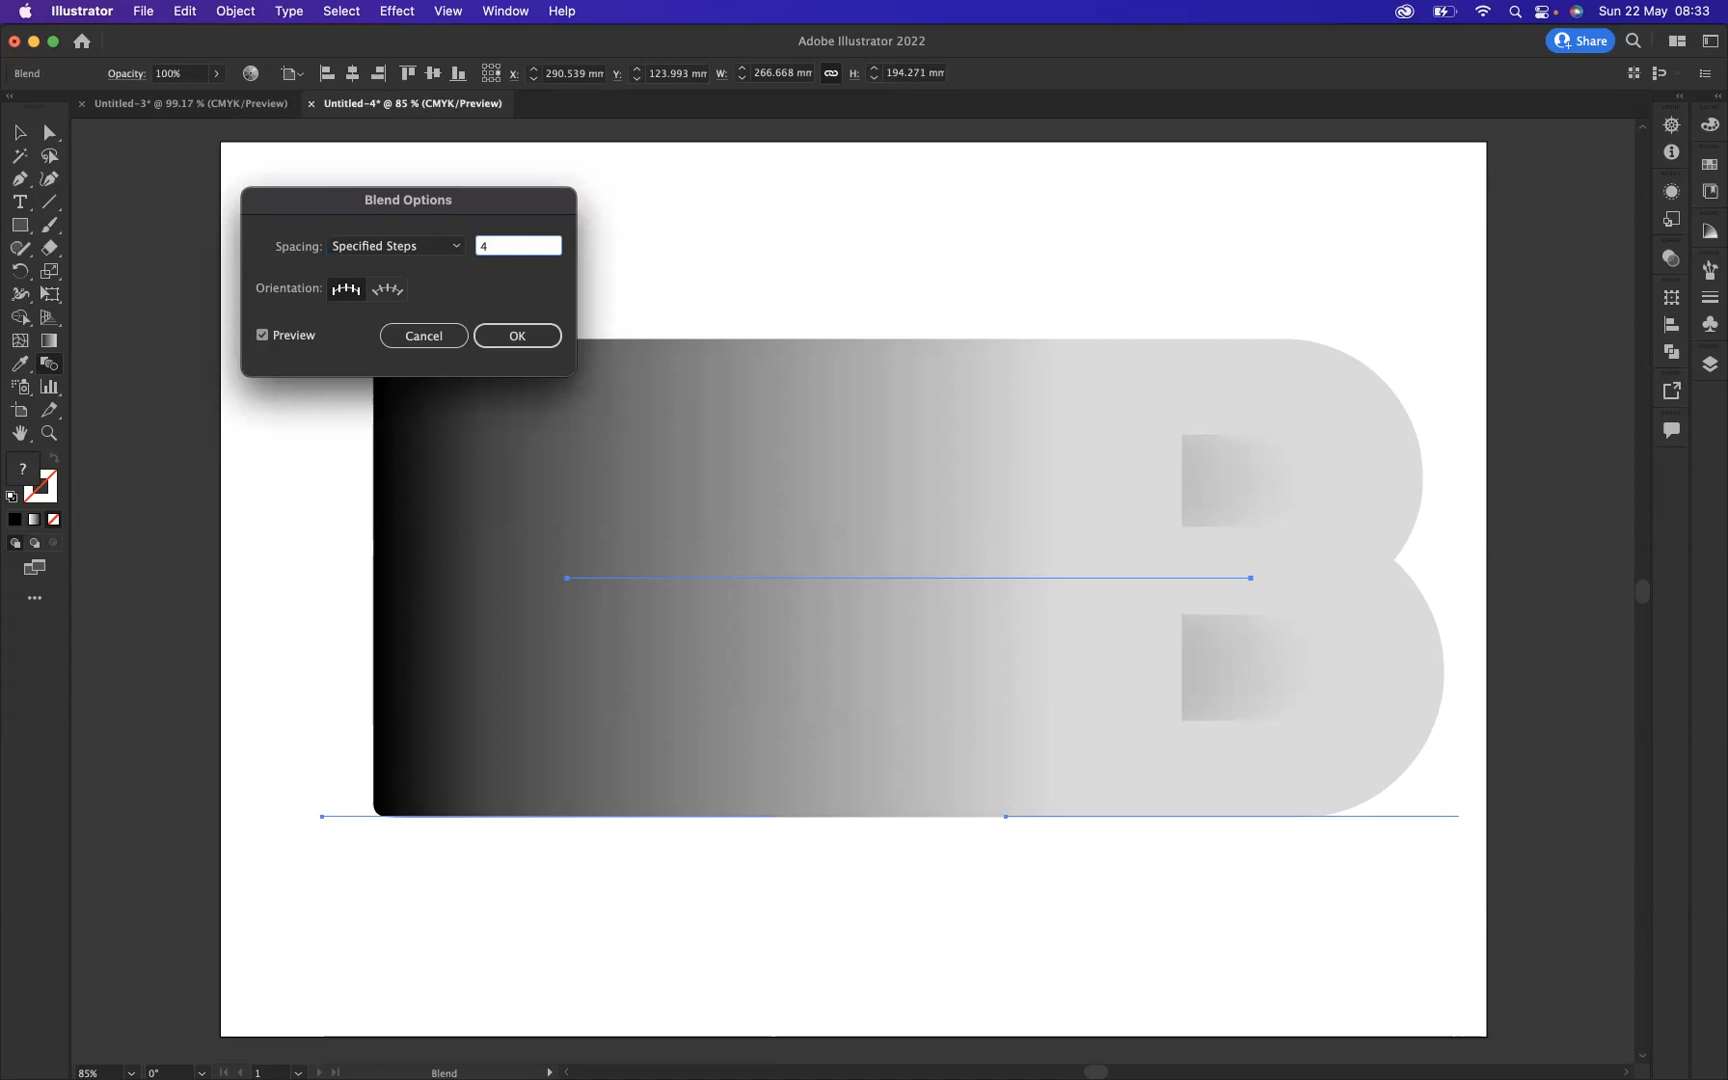 Illustrator File Edit Object Type Select Effect View Window Help Sun 22 May 08:33
Adobe Illustrator 2022 Share
Blend Opacity: 100% X: 290.539 mm Y: 123.993 mm W: 266.668 mm H: 194.271 mm
Untitled-3* @ 99.17 % (CMYK/Preview) Untitled-4* @ 85 % (CMYK/Preview)
Blend Options
Spacing: Specified Steps 4
Orientation:
Preview Cancel OK
?
B
85% 0° 1 Blend